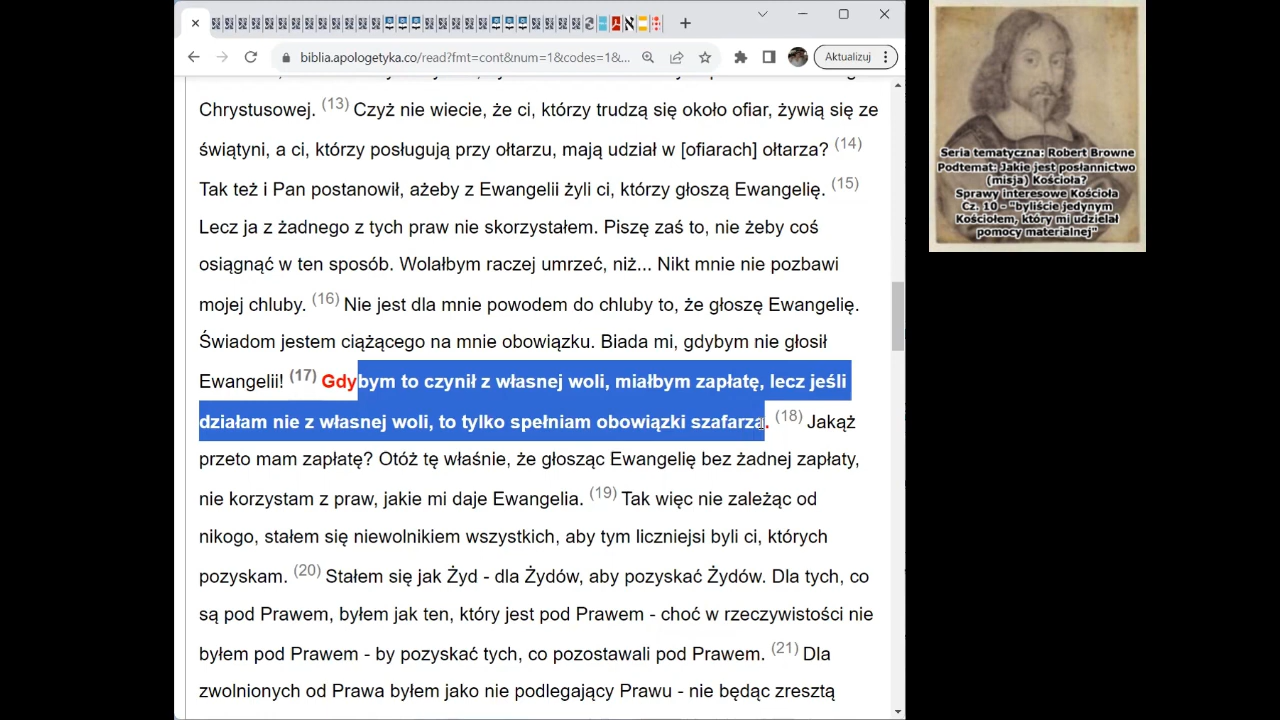 biblia.apologetyka.co/read?fmt=cont&num=1&codes=1&...
Aktualizuj
Chrystusowej. (13) Czyż nie wiecie, że ci, którzy trudzą się około ofiar, żywią się ze
świątyni, a ci, którzy posługują przy ołtarzu, mają udział w [ofiarach] ołtarza? (14)
Tak też i Pan postanowił, ażeby z Ewangelii żyli ci, którzy głoszą Ewangelię. (15)
Lecz ja z żadnego z tych praw nie skorzystałem. Piszę zaś to, nie żeby coś
osiągnąć w ten sposób. Wolałbym raczej umrzeć, niż... Nikt mnie nie pozbawi
mojej chluby. (16) Nie jest dla mnie powodem do chluby to, że głoszę Ewangelię.
Świadom jestem ciążącego na mnie obowiązku. Biada mi, gdybym nie głosił
Ewangelii! (17) Gdybym to czynił z własnej woli, miałbym zapłatę, lecz jeśli
działam nie z własnej woli, to tylko spełniam obowiązki szafarza. (18) Jakąż
przeto mam zapłatę? Otóż tę właśnie, że głosząc Ewangelię bez żadnej zapłaty,
nie korzystam z praw, jakie mi daje Ewangelia. (19) Tak więc nie zależąc od
nikogo, stałem się niewolnikiem wszystkich, aby tym liczniejsi byli ci, których
pozyskam. (20) Stałem się jak Żyd - dla Żydów, aby pozyskać Żydów. Dla tych, co
są pod Prawem, byłem jak ten, który jest pod Prawem - choć w rzeczywistości nie
byłem pod Prawem - by pozyskać tych, co pozostawali pod Prawem. (21) Dla
zwolnionych od Prawa byłem jako nie podlegający Prawu - nie będąc zresztą
Seria tematyczna: Robert Browne
Podtemat: Jakie jest posłannictwo
(misja) Kościoła?
Sprawy interesowe Kościoła
Cz. 10 - "byliście jedynym
Kościołem, który mi udzielał
pomocy materialnej"